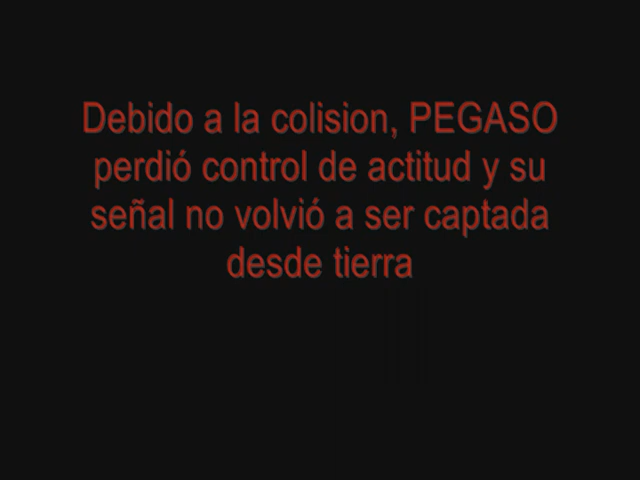 Debido a la colision, PEGASO
perdió control de actitud y su
señal no volvió a ser captada
desde tierra